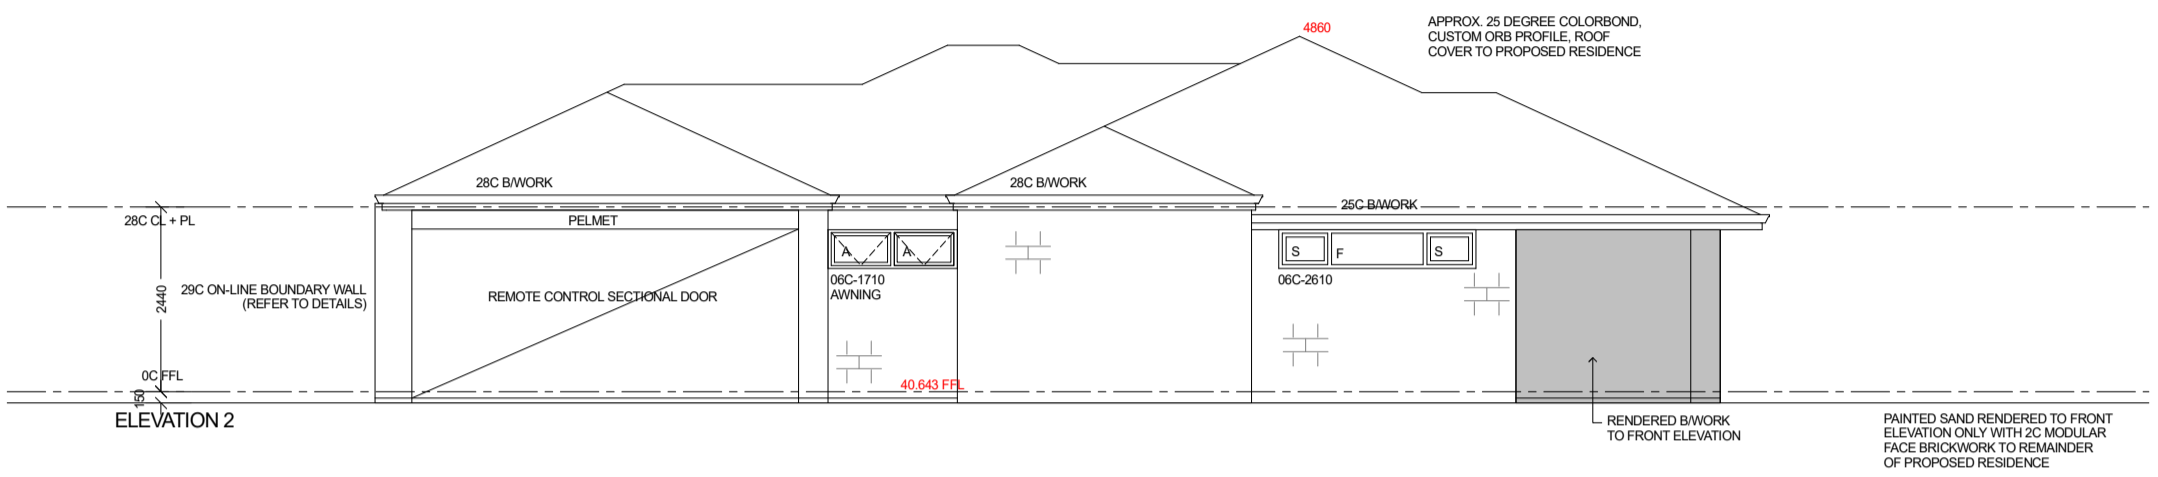 4860
APPROX. 25 DEGREE COLORBOND,
CUSTOM ORB PROFILE, ROOF
COVER TO PROPOSED RESIDENCE
28C B/WORK
28C B/WORK
25C B/WORK
28C CL + PL
PELMET
A
A
S
F
S
06C-1710
AWNING
06C-2610
29C ON-LINE BOUNDARY WALL
(REFER TO DETAILS)
2440
REMOTE CONTROL SECTIONAL DOOR
0C FFL
40.643 FFL
150
ELEVATION 2
RENDERED B/WORK
TO FRONT ELEVATION
PAINTED SAND RENDERED TO FRONT
ELEVATION ONLY WITH 2C MODULAR
FACE BRICKWORK TO REMAINDER
OF PROPOSED RESIDENCE